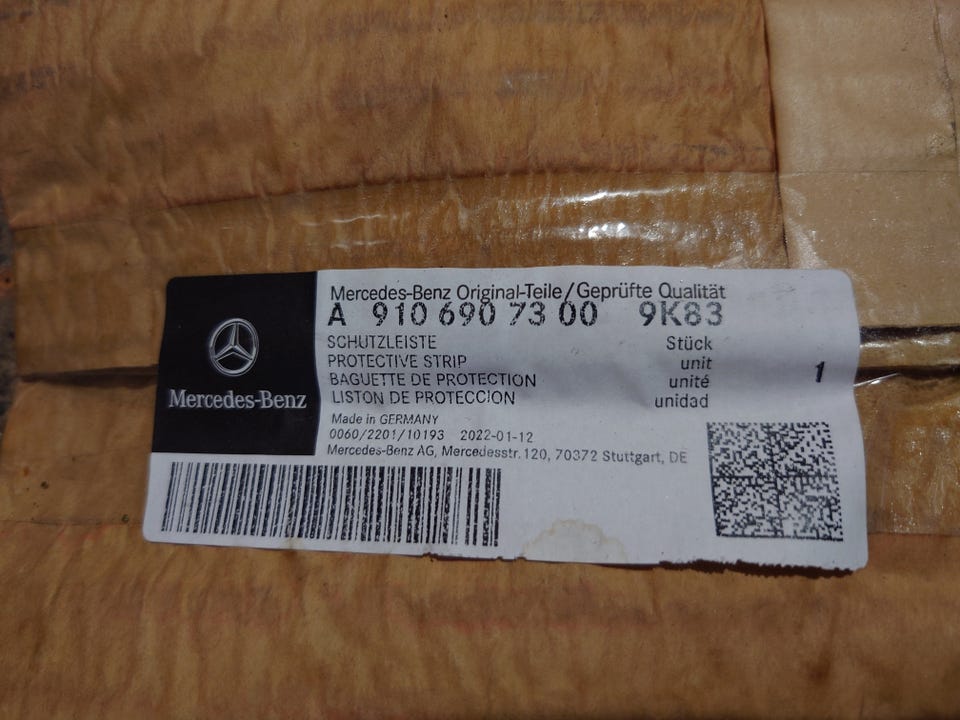 Mercedes-Benz Original-Teile/Geprüfte Qualität
A 910 690 73 00 9K83
SCHUTZLEISTE Stück
PROTECTIVE STRIP unit
BAGUETTE DE PROTECTION unité 1
LISTON DE PROTECCION unidad
Mercedes-Benz
Made in GERMANY
0060/2201/10193 2022-01-12
Mercedes-Benz AG, Mercedesstr. 120, 70372 Stuttgart, DE